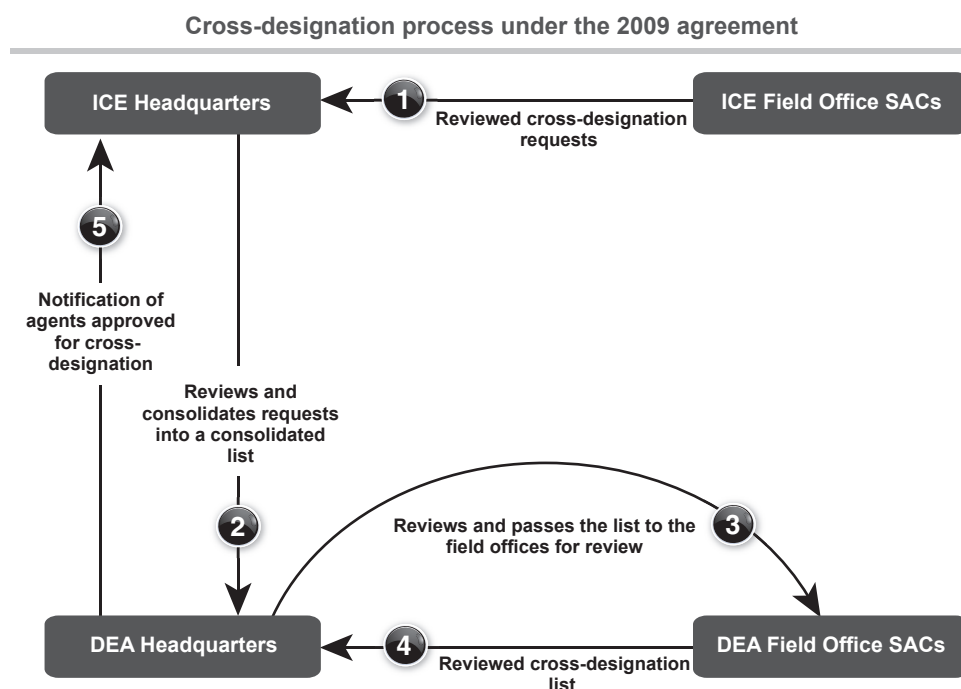 Cross-designation process under the 2009 agreement
ICE Headquarters
1
ICE Field Office SACs
Reviewed cross-designation
requests
5
Notification of
agents approved
for cross-
designation
Reviews and
consolidates requests
into a consolidated
list
2
Reviews and passes the list to the
field offices for review
3
DEA Headquarters
4
DEA Field Office SACs
Reviewed cross-designation
list